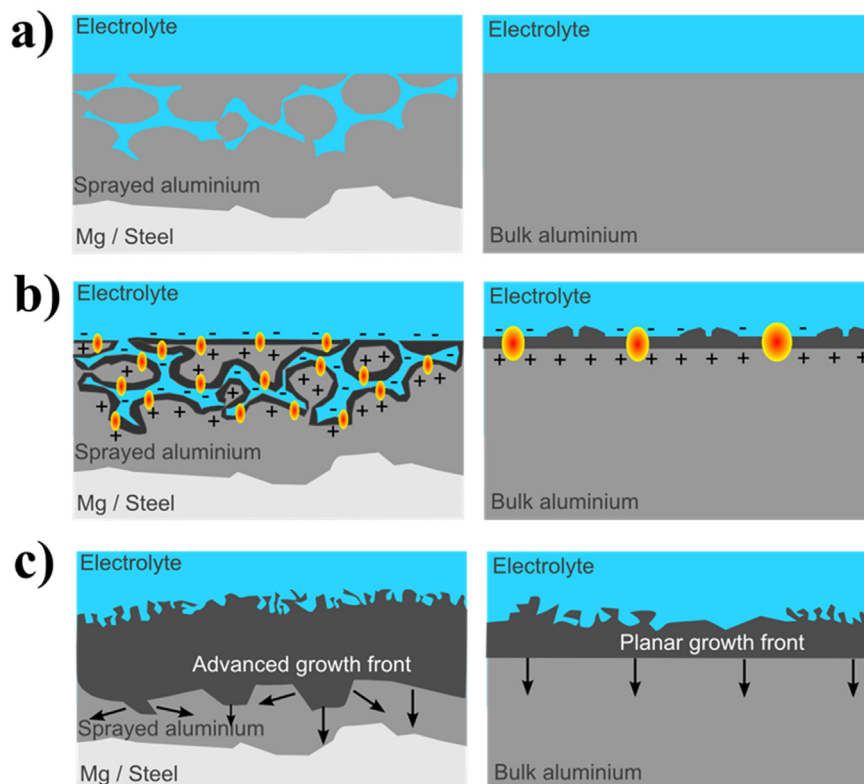 a)
Electrolyte
Sprayed aluminium
Mg / Steel
Electrolyte
Bulk aluminium
b)
Electrolyte
Sprayed aluminium
Mg / Steel
Electrolyte
Bulk aluminium
c)
Electrolyte
Advanced growth front
Sprayed aluminium
Mg / Steel
Electrolyte
Planar growth front
Bulk aluminium